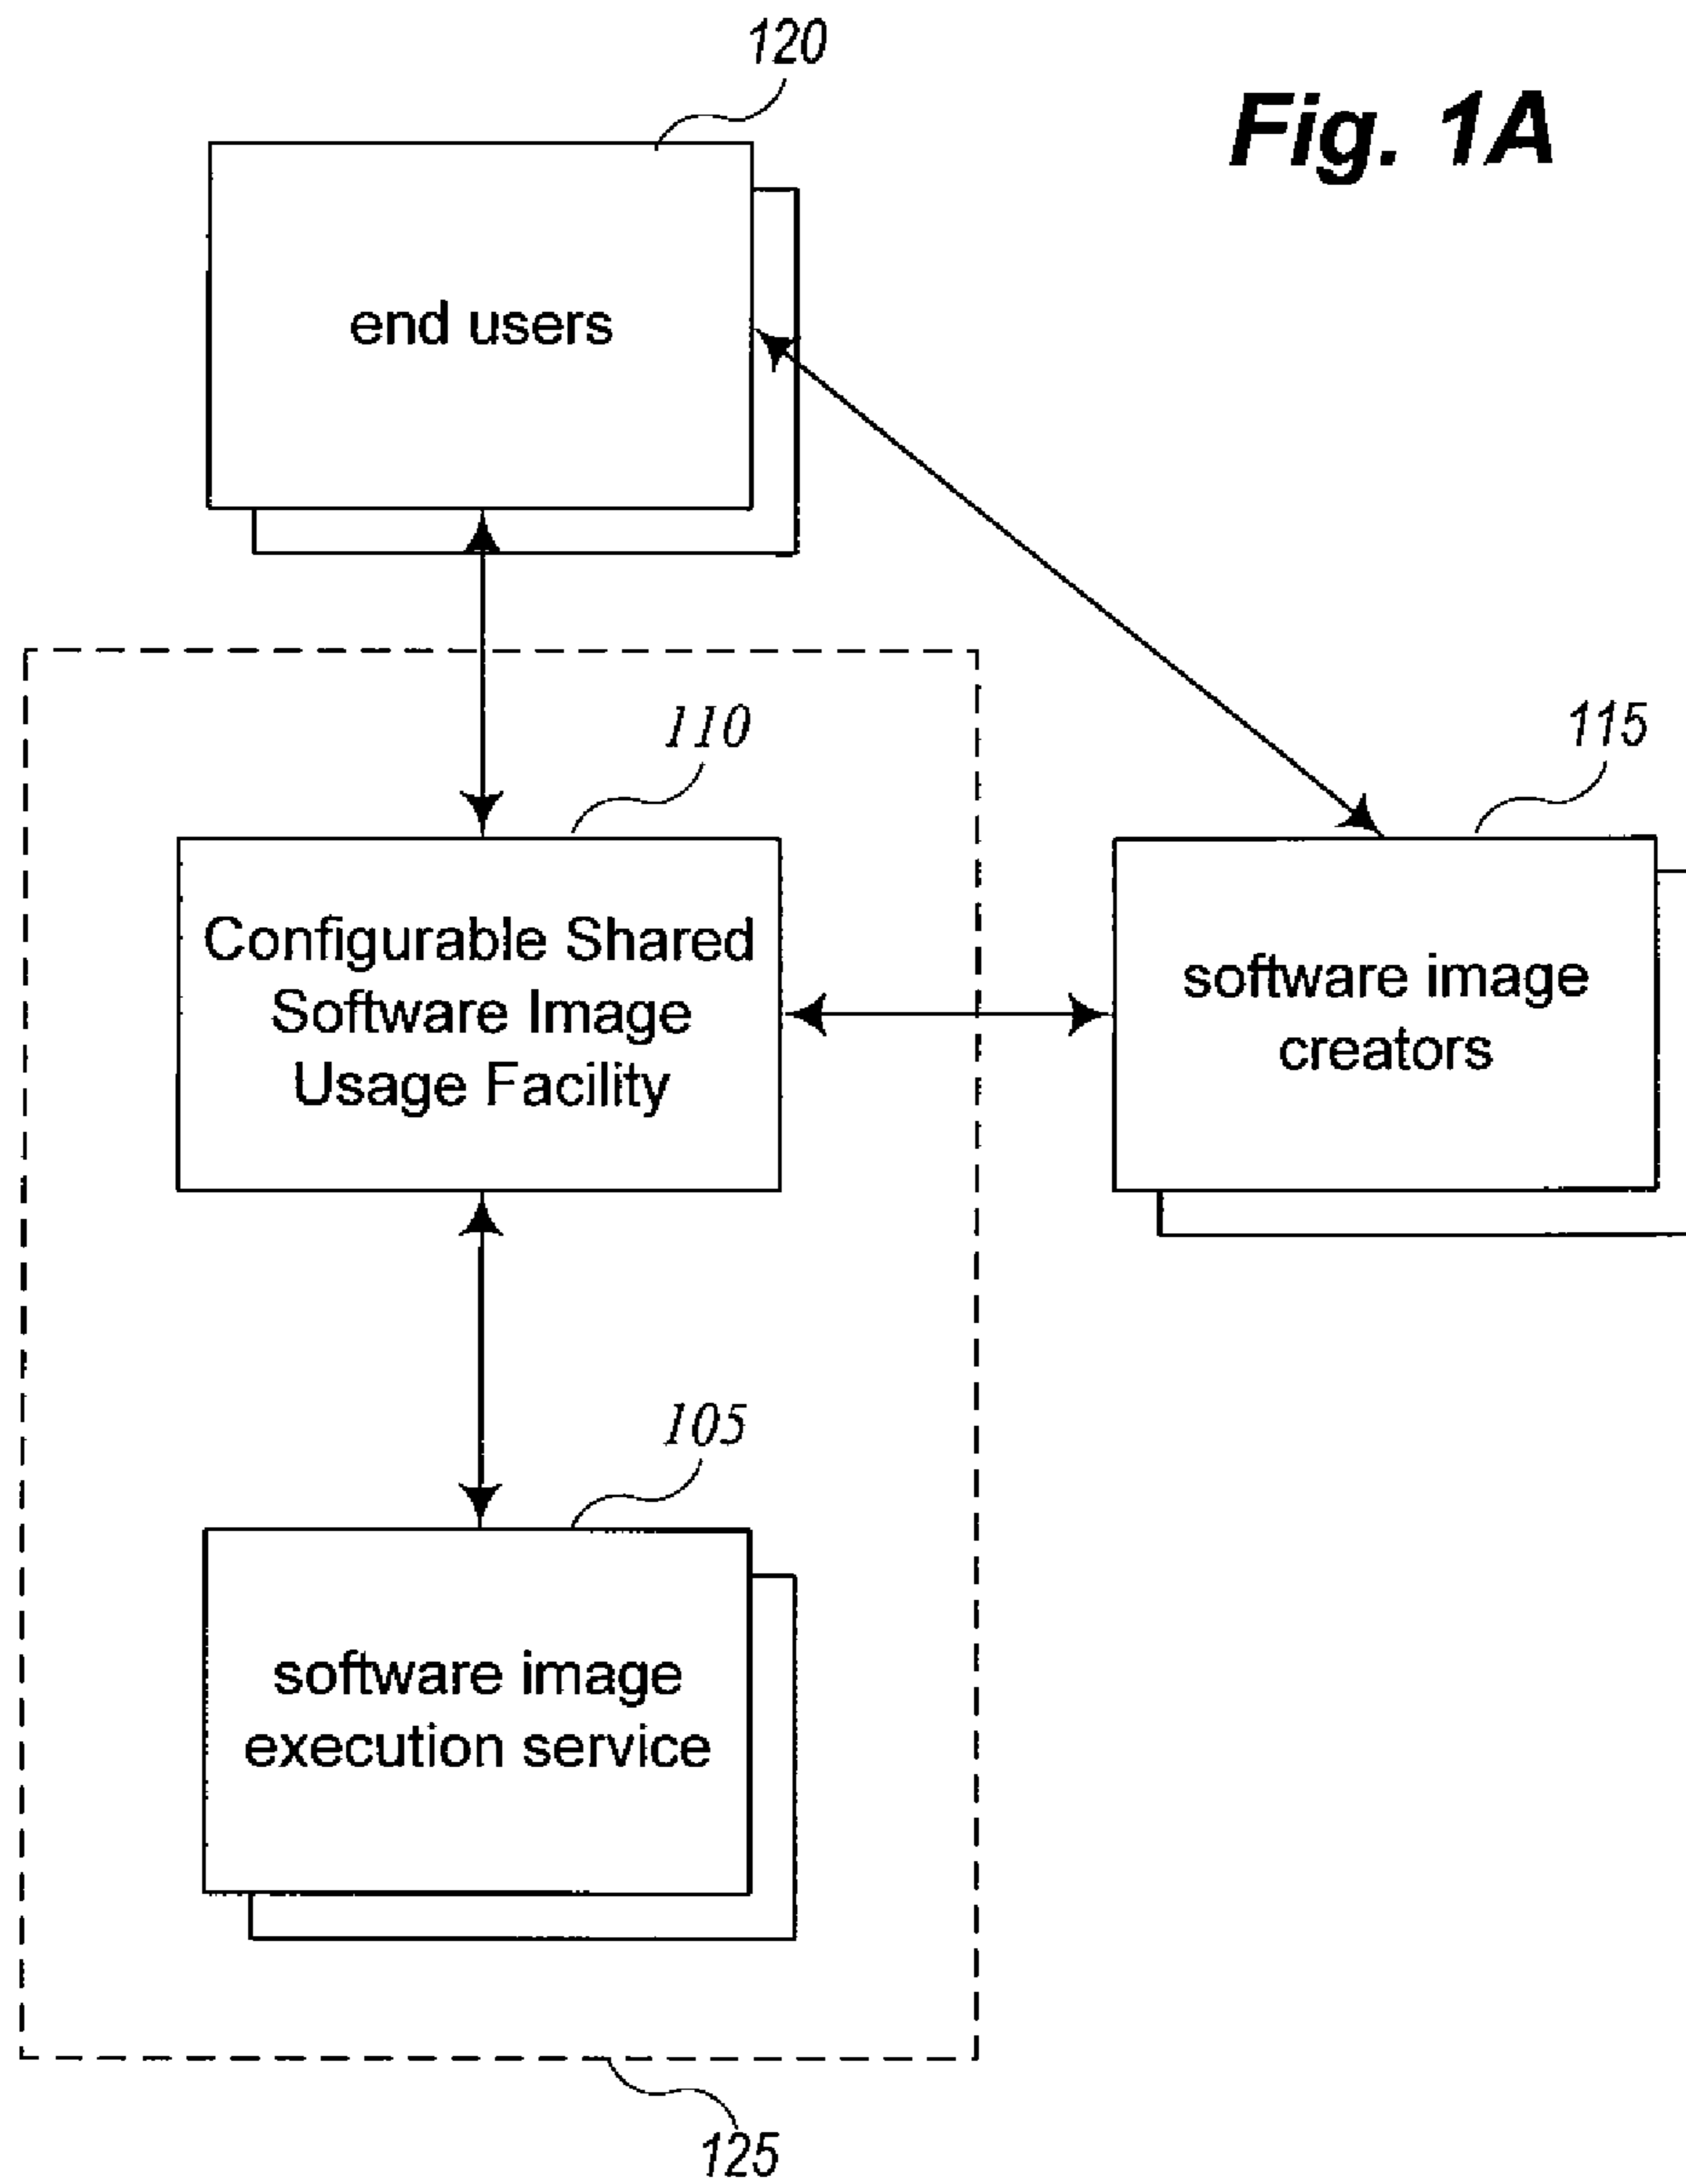 120
Fig. 1A
end users
110
115
Configurable Shared
Software Image
Usage Facility
software image
creators
105
software image
execution service
125